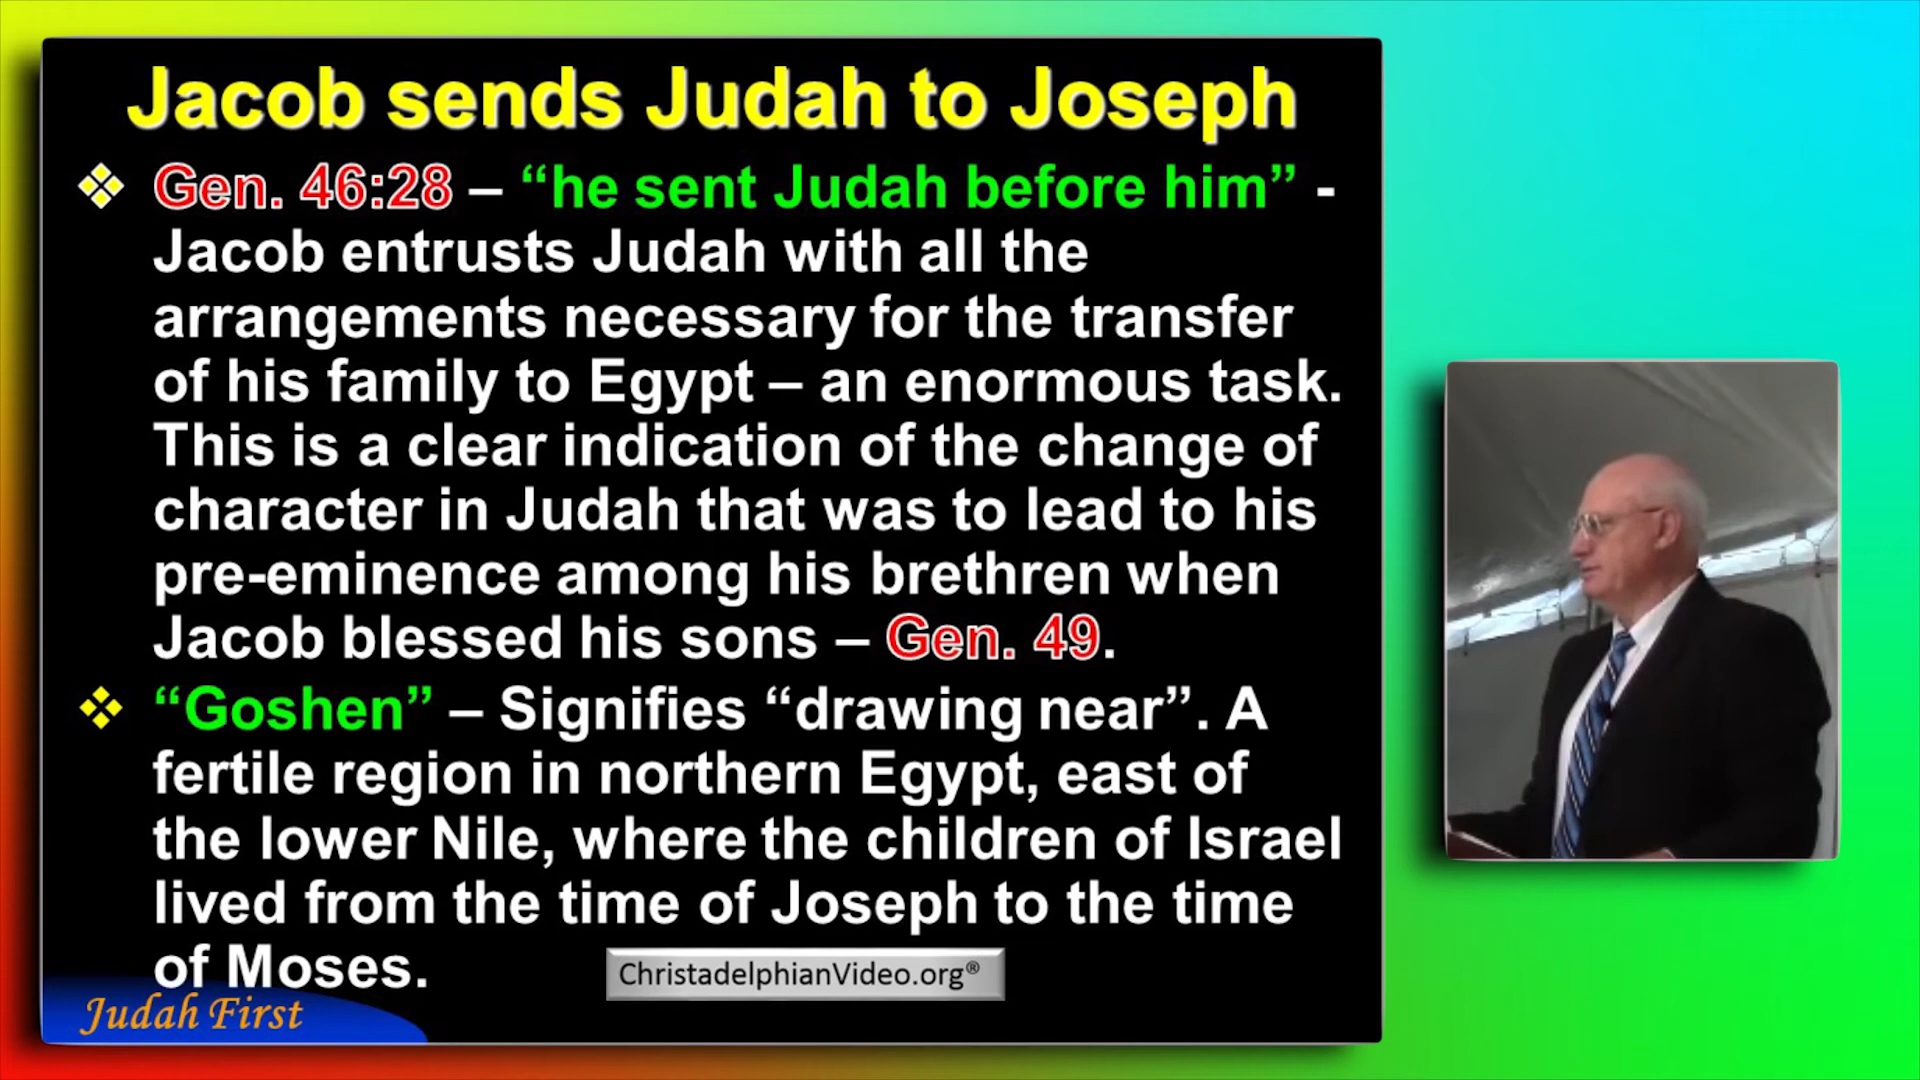 Jacob sends Judah to Joseph
Gen. 46:28 – “he sent Judah before him” -
Jacob entrusts Judah with all the
arrangements necessary for the transfer
of his family to Egypt – an enormous task.
This is a clear indication of the change of
character in Judah that was to lead to his
pre-eminence among his brethren when
Jacob blessed his sons – Gen. 49.
“Goshen” – Signifies “drawing near”. A
fertile region in northern Egypt, east of
the lower Nile, where the children of Israel
lived from the time of Joseph to the time
of Moses.
ChristadelphianVideo.org®
Judah First